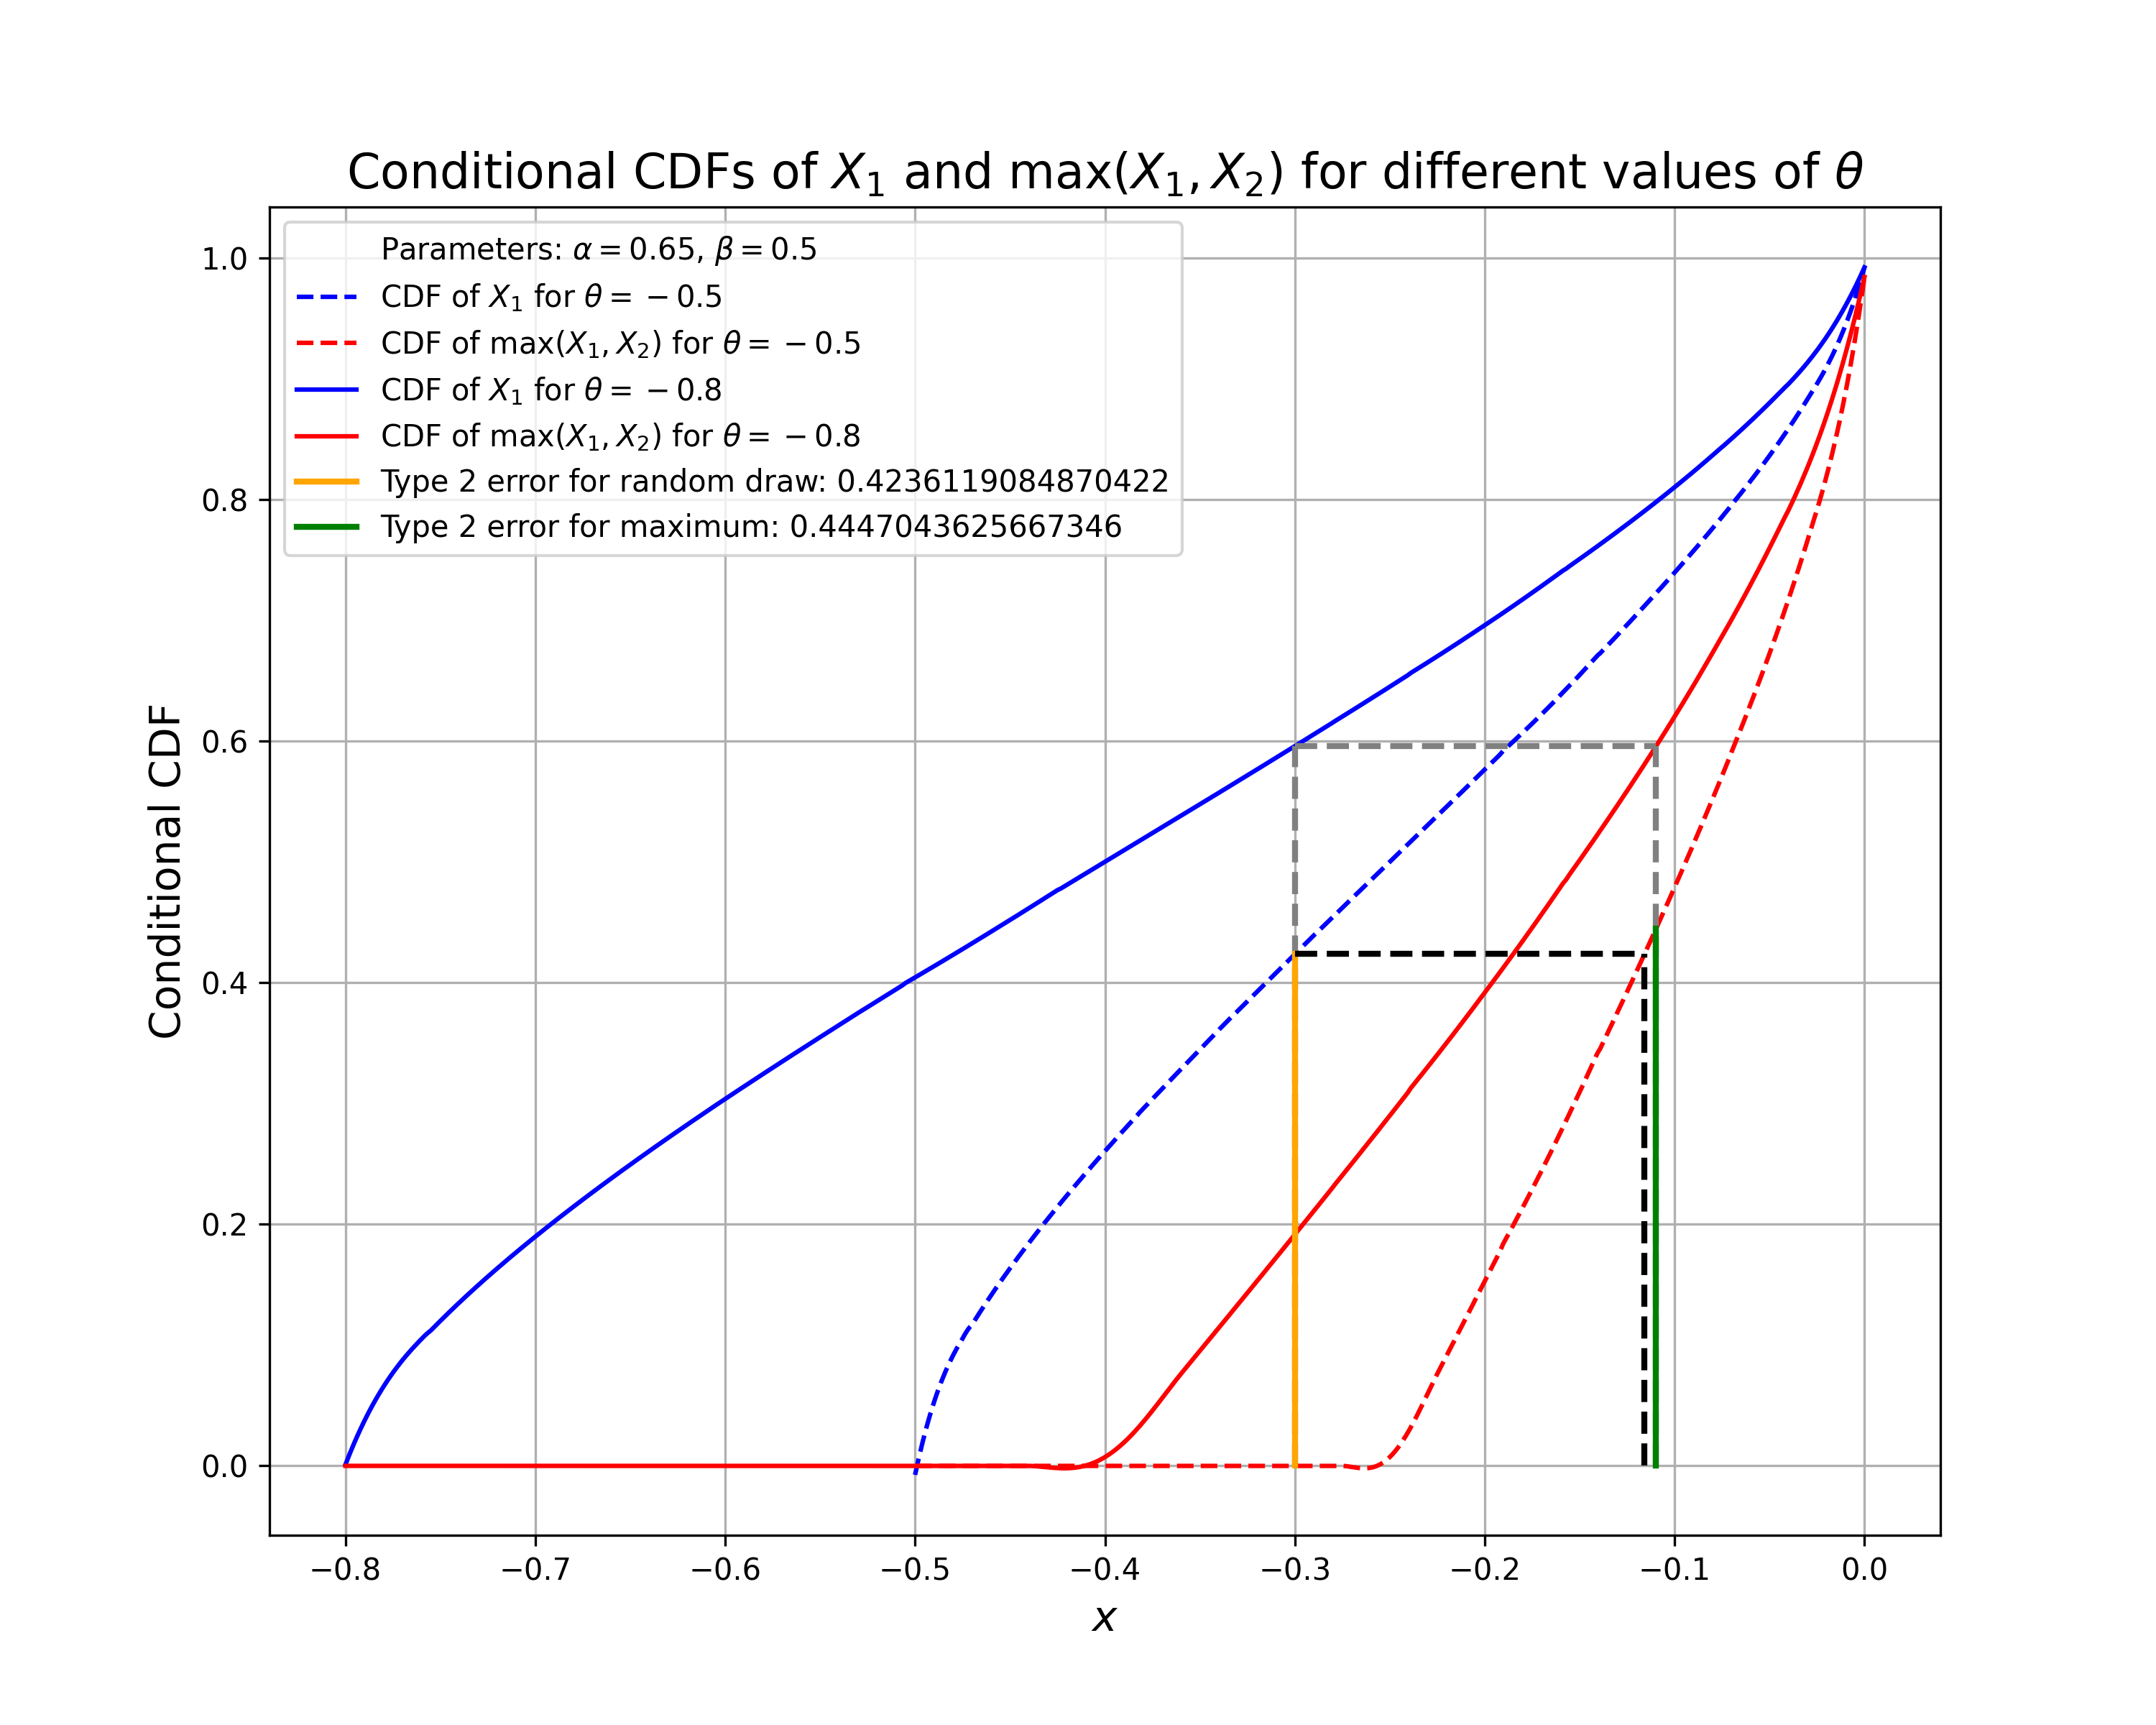 Conditional CDFs of X₁ and max(X₁, X₂) for different values of θ
Parameters: α = 0.65, β = 0.5
CDF of X₁ for θ = −0.5
CDF of max(X₁, X₂) for θ = −0.5
CDF of X₁ for θ = −0.8
CDF of max(X₁, X₂) for θ = −0.8
Type 2 error for random draw: 0.4236119084870422
Type 2 error for maximum: 0.4447043625667346
Conditional CDF
1.0
0.8
0.6
0.4
0.2
0.0
−0.8 −0.7 −0.6 −0.5 −0.4 −0.3 −0.2 −0.1 0.0
x